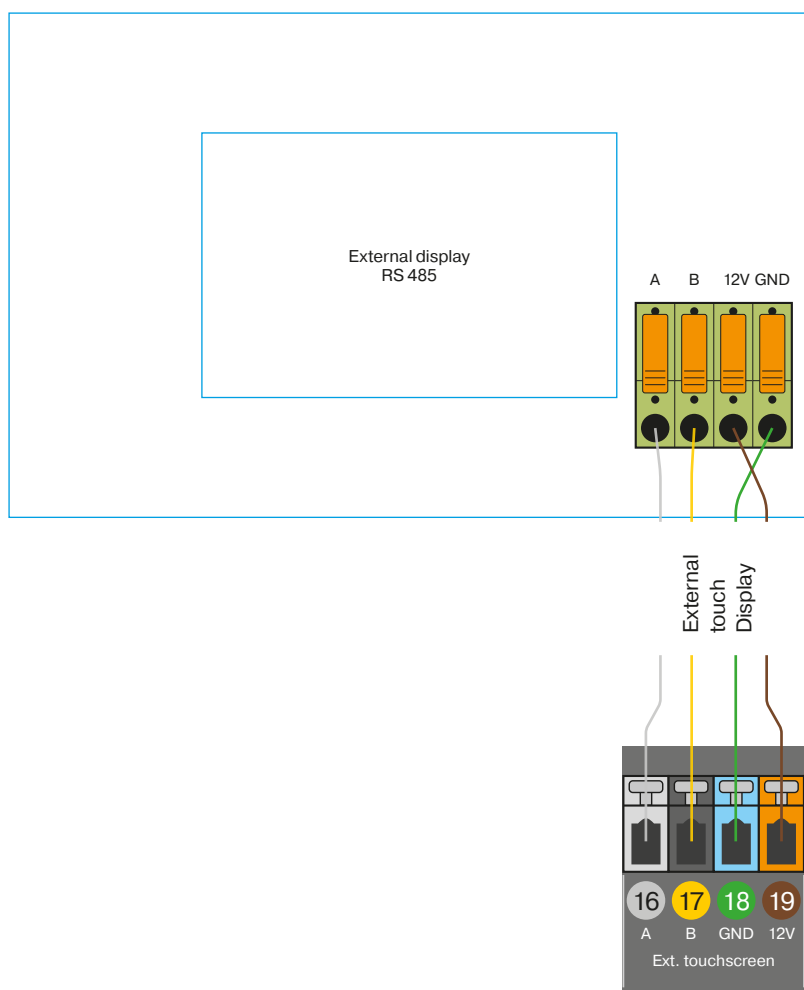 External display
RS 485
A B 12V GND
External
touch
Display
16 17 18 19
A B GND 12V
Ext. touchscreen